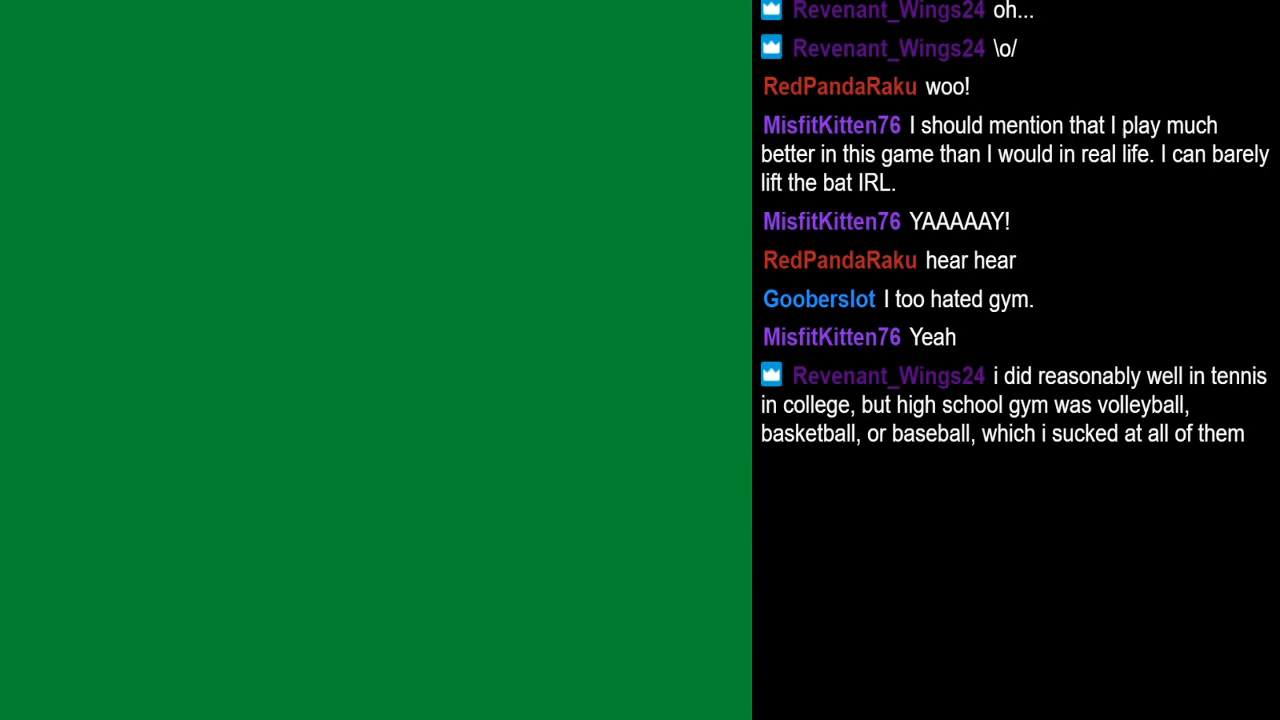 Revenant_Wings24 oh...
Revenant_Wings24 \o/
RedPandaRaku woo!
MisfitKitten76 I should mention that I play much
better in this game than I would in real life. I can barely
lift the bat IRL.
MisfitKitten76 YAAAAAY!
RedPandaRaku hear hear
Gooberslot I too hated gym.
MisfitKitten76 Yeah
Revenant_Wings24 i did reasonably well in tennis
in college, but high school gym was volleyball,
basketball, or baseball, which i sucked at all of them